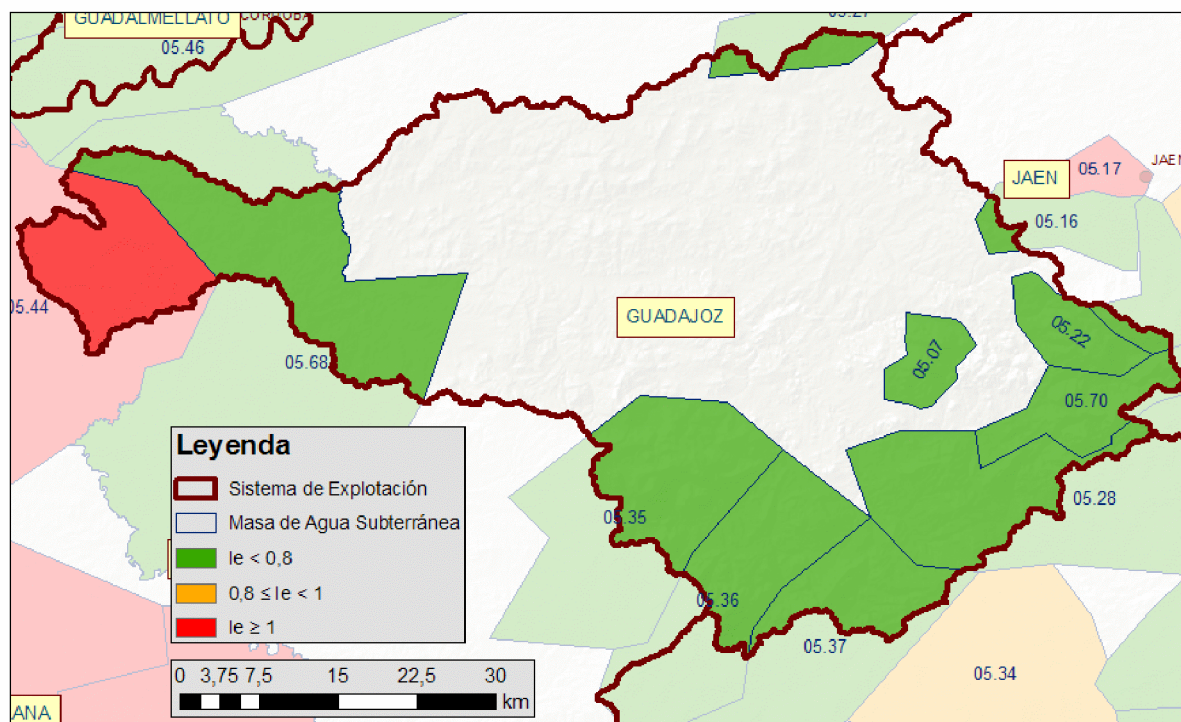 GUADALMELLATO
CÓRDOBA
05.46
05.27
JAEN
05.17
JAEN
05.16
05.44
GUADAJOZ
05.22
05.07
05.68
05.70
05.28
05.35
05.36
05.37
05.34
Leyenda
Sistema de Explotación
Masa de Agua Subterránea
Ie < 0,8
0,8 ≤ Ie < 1
Ie ≥ 1
0 3,75 7,5 15 22,5 30
km
ANA